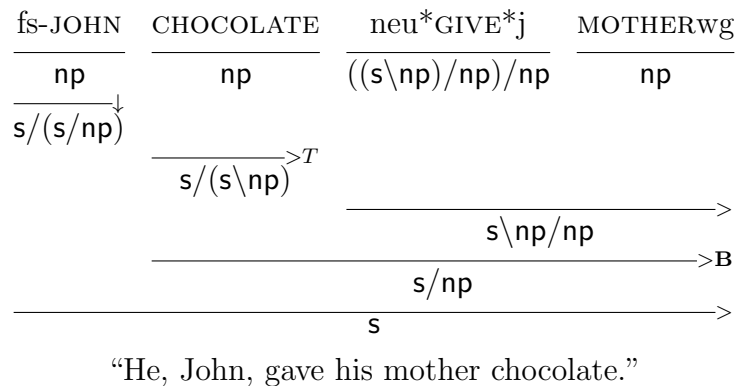 fs-JOHN CHOCOLATE neu*GIVE*j MOTHERwg
np np ((s\np)/np)/np np
↓
s/(s/np)
>T
s/(s\np)
>
s\np/np
>B
s/np
>
s
“He, John, gave his mother chocolate.”